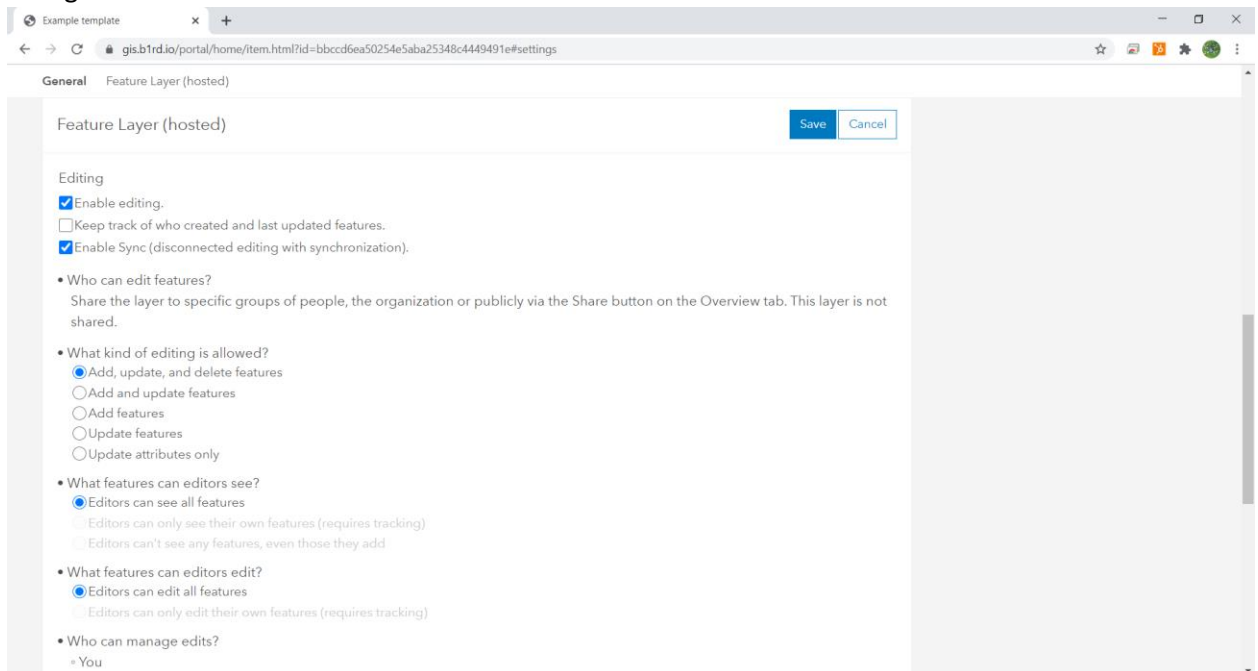 Example template
gis.b1rd.io/portal/home/item.html?id=bbccd6ea50254e5aba25348c4449491e#settings
General Feature Layer (hosted)
Feature Layer (hosted)
Save Cancel
Editing
Enable editing.
Keep track of who created and last updated features.
Enable Sync (disconnected editing with synchronization).
• Who can edit features?
Share the layer to specific groups of people, the organization or publicly via the Share button on the Overview tab. This layer is not
shared.
• What kind of editing is allowed?
Add, update, and delete features
Add and update features
Add features
Update features
Update attributes only
• What features can editors see?
Editors can see all features
Editors can only see their own features (requires tracking)
Editors can't see any features, even those they add
• What features can editors edit?
Editors can edit all features
Editors can only edit their own features (requires tracking)
• Who can manage edits?
◦ You